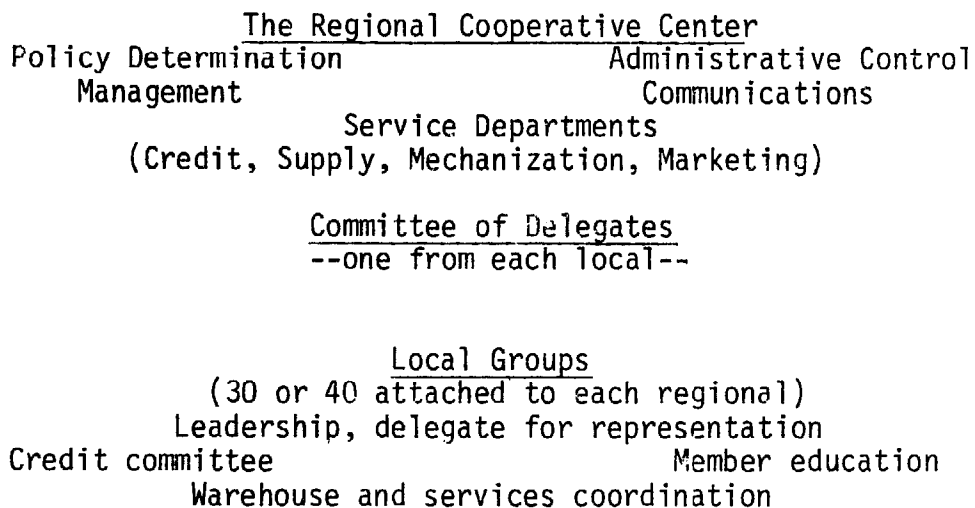 The Regional Cooperative Center
Policy Determination Administrative Control
Management Communications
Service Departments
(Credit, Supply, Mechanization, Marketing)
Committee of Delegates
--one from each local--
Local Groups
(30 or 40 attached to each regional)
Leadership, delegate for representation
Credit committee Member education
Warehouse and services coordination